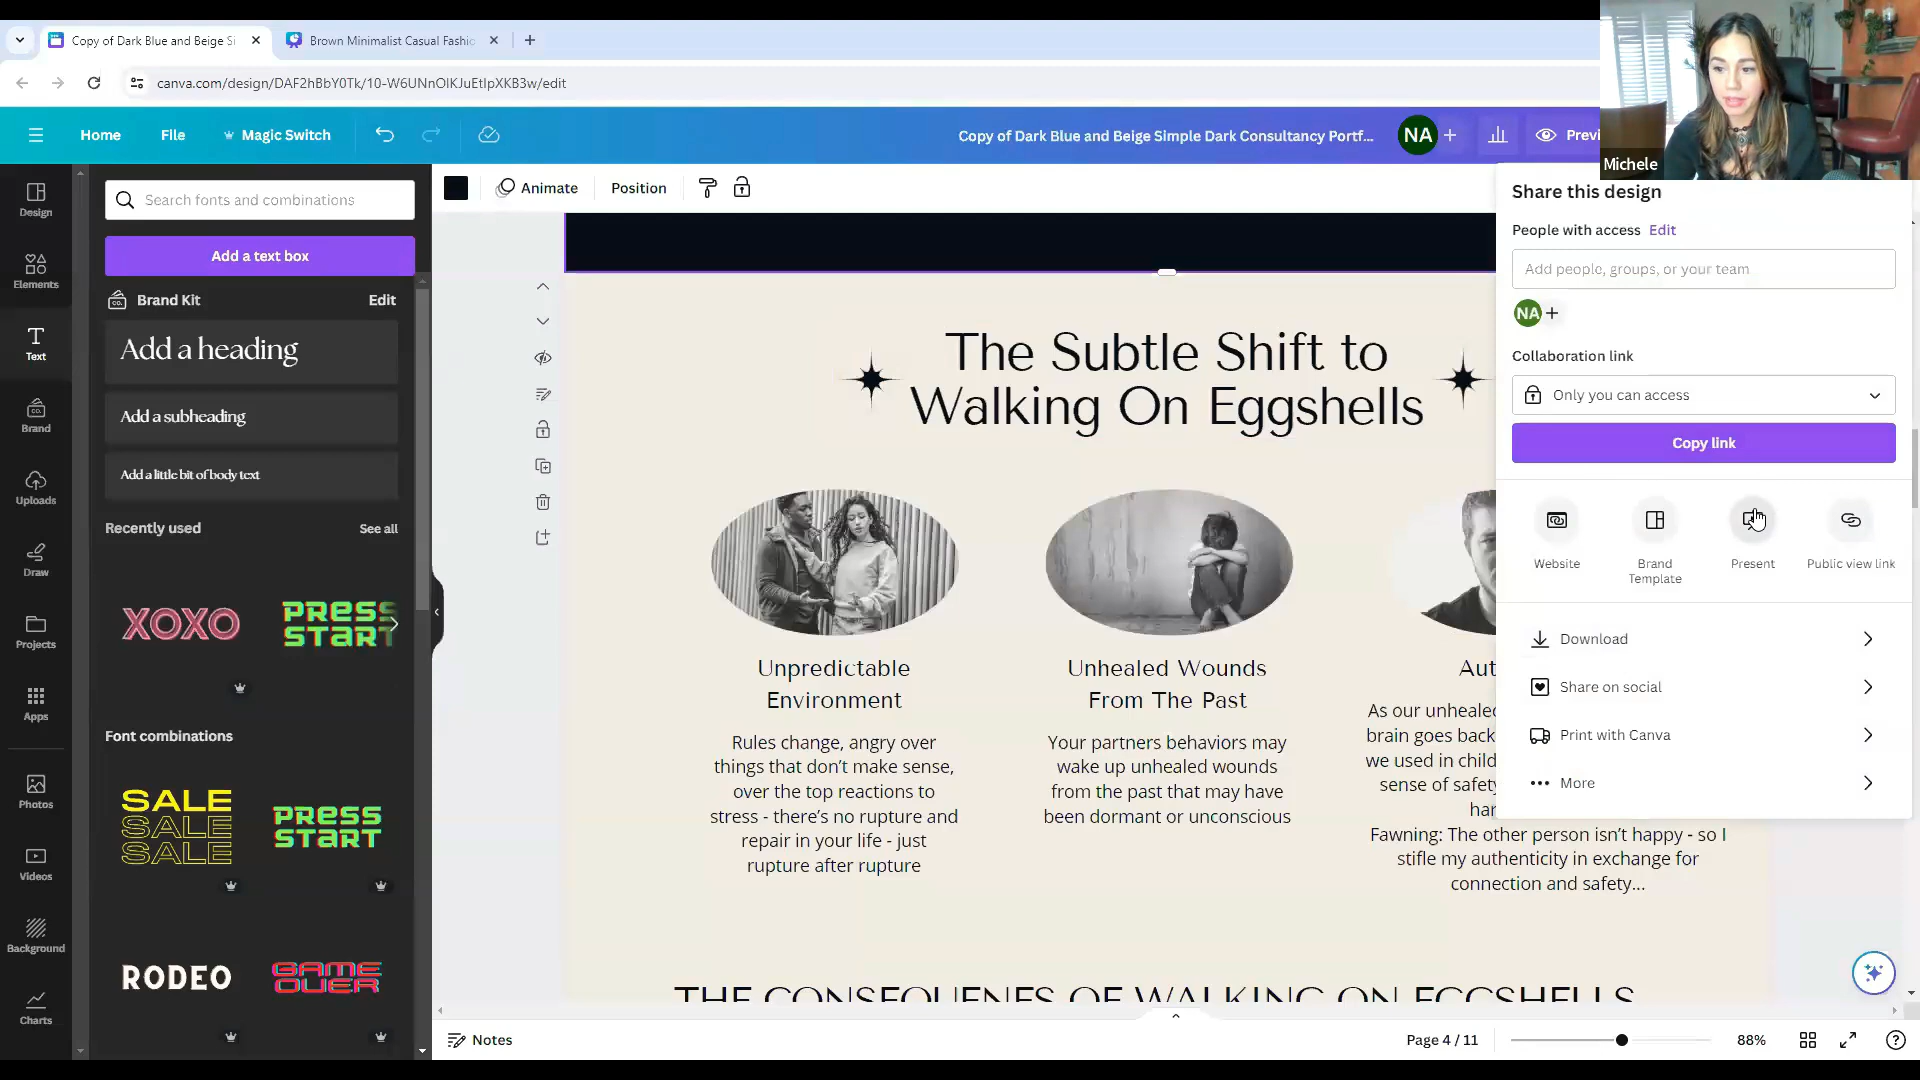 Copy of Dark Blue and Beige Si
Brown Minimalist Casual Fashio
canva.com/design/DAF2hBbY0Tk/10-W6UNnOlKJuEtIpXKB3w/edit
Home
File
Magic Switch
Copy of Dark Blue and Beige Simple Dark Consultancy Portf...
NA
Previ
Michele
Design
Elements
Text
Brand
Uploads
Draw
Projects
Apps
Photos
Videos
Background
Charts
Search fonts and combinations
Add a text box
Brand Kit
Edit
Add a heading
Add a subheading
Add a little bit of body text
Recently used
See all
XOXO
PRESS
START
Font combinations
SALE
SALE
SALE
PRESS
START
RODEO
GAME
OVER
Animate
Position
The Subtle Shift to
Walking On Eggshells
Unpredictable
Environment
Rules change, angry over
things that don't make sense,
over the top reactions to
stress - there's no rupture and
repair in your life - just
rupture after rupture
Unhealed Wounds
From The Past
Your partners behaviors may
wake up unhealed wounds
from the past that may have
been dormant or unconscious
Aut
As our unhealed
brain goes back
we used in child
sense of safety
har
Fawning: The other person isn't happy - so I
stifle my authenticity in exchange for
connection and safety...
THE CONSEQUENES OF WALKING ON EGGSHELLS
Share this design
People with access Edit
Add people, groups, or your team
NA
Collaboration link
Only you can access
Copy link
Website
Brand
Template
Present
Public view link
Download
Share on social
Print with Canva
More
Notes
Page 4 / 11
88%